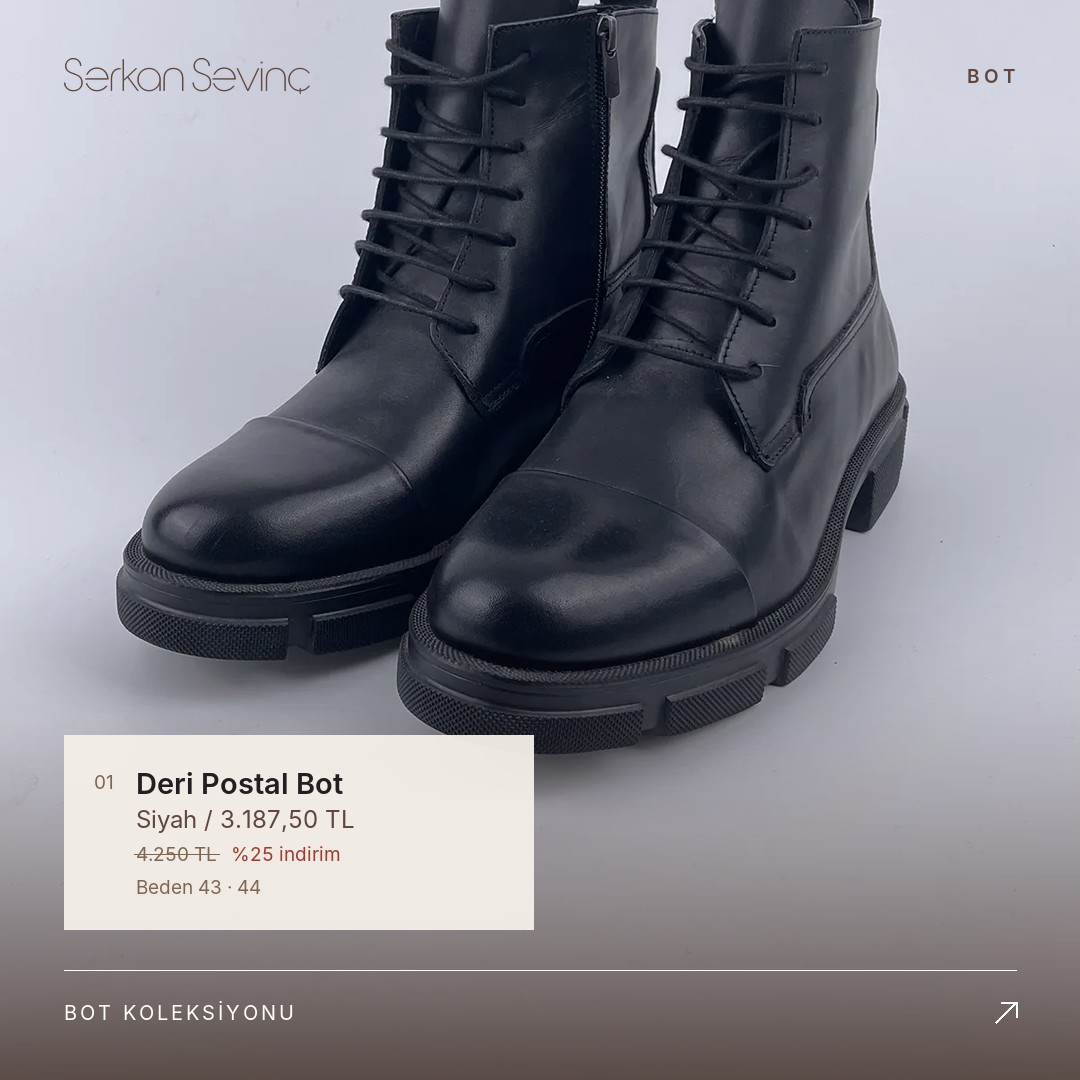 Serkan Sevinç
BOT
01 Deri Postal Bot
Siyah / 3.187,50 TL
4.250 TL %25 indirim
Beden 43 · 44
BOT KOLEKSİYONU